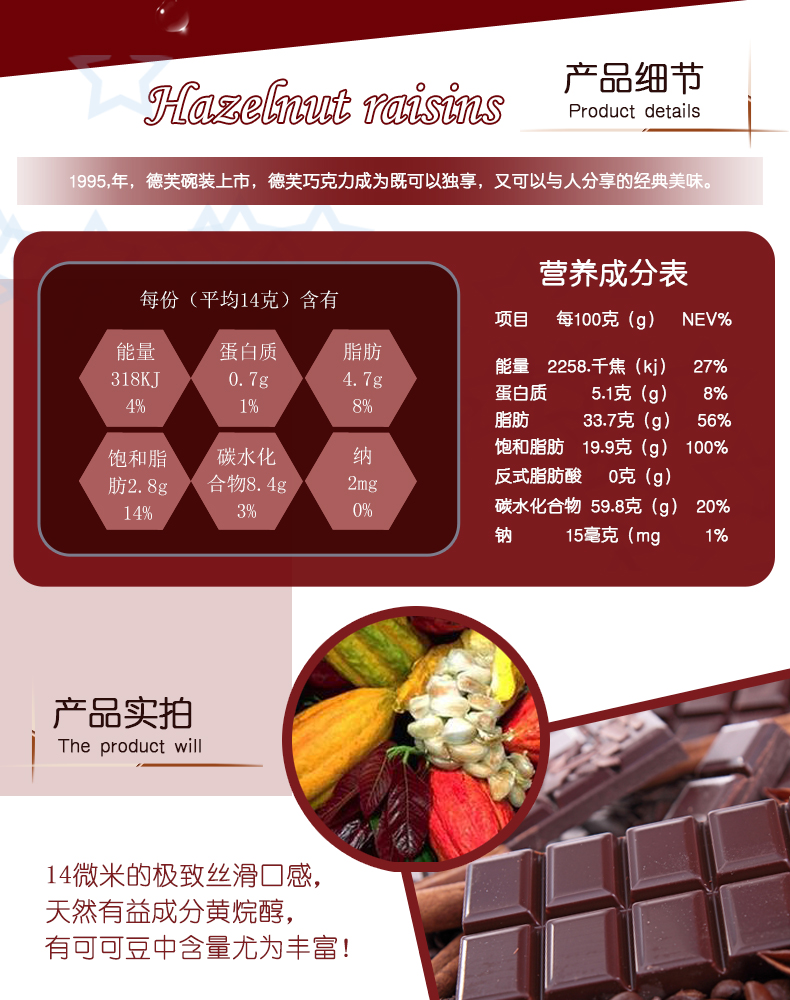 Hazelnut raisins
产品细节
Product details
1995,年，德芙碗装上市，德芙巧克力成为既可以独享，又可以与人分享的经典美味。
每份（平均14克）含有
能量
318KJ
4%
蛋白质
0.7g
1%
脂肪
4.7g
8%
饱和脂
肪2.8g
14%
碳水化
合物8.4g
3%
纳
2mg
0%
营养成分表
项目 每100克（g） NEV%
能量 2258.千焦（kj） 27%
蛋白质 5.1克（g） 8%
脂肪 33.7克（g） 56%
饱和脂肪 19.9克（g） 100%
反式脂肪酸 0克（g）
碳水化合物 59.8克（g） 20%
钠 15毫克（mg 1%
产品实拍
The product will
14微米的极致丝滑口感，
天然有益成分黄烷醇，
有可可豆中含量尤为丰富！